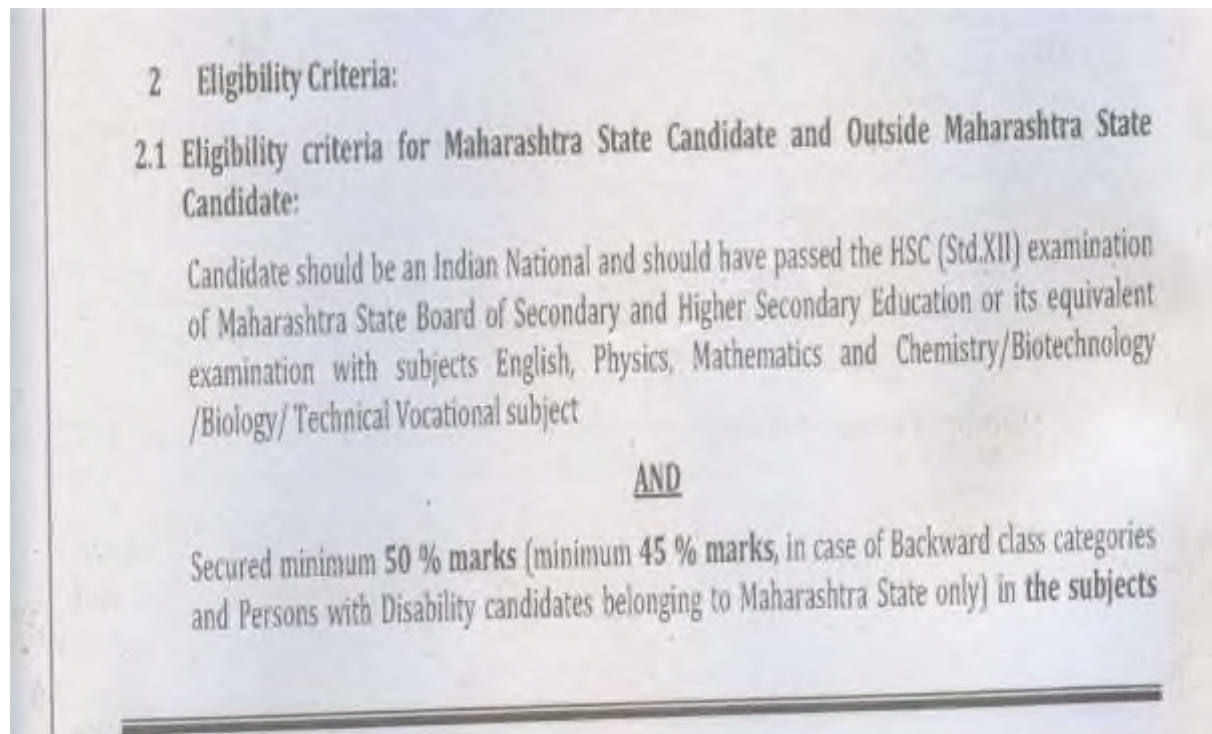 2 Eligibility Criteria:
2.1 Eligibility criteria for Maharashtra State Candidate and Outside Maharashtra State
Candidate:
Candidate should be an Indian National and should have passed the HSC (Std.XII) examination
of Maharashtra State Board of Secondary and Higher Secondary Education or its equivalent
examination with subjects English, Physics, Mathematics and Chemistry/Biotechnology
/Biology/ Technical Vocational subject
AND
Secured minimum 50 % marks (minimum 45 % marks, in case of Backward class categories
and Persons with Disability candidates belonging to Maharashtra State only) in the subjects